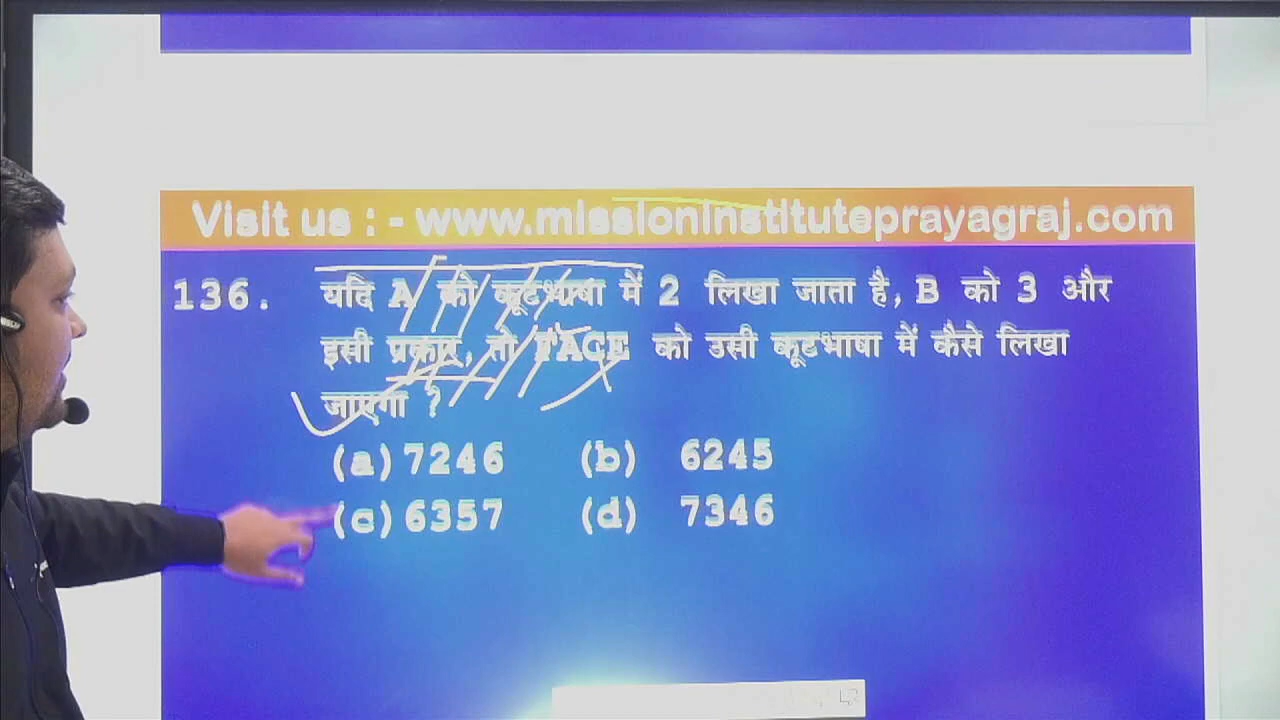 Visit us : - www.missioninstituteprayagraj.com
136. यदि A को कूटभाषा में 2 लिखा जाता है, B को 3 और
इसी प्रकार, तो FACE को उसी कूटभाषा में कैसे लिखा
जाएगा ?
(a) 7246 (b) 6245
(c) 6357 (d) 7346